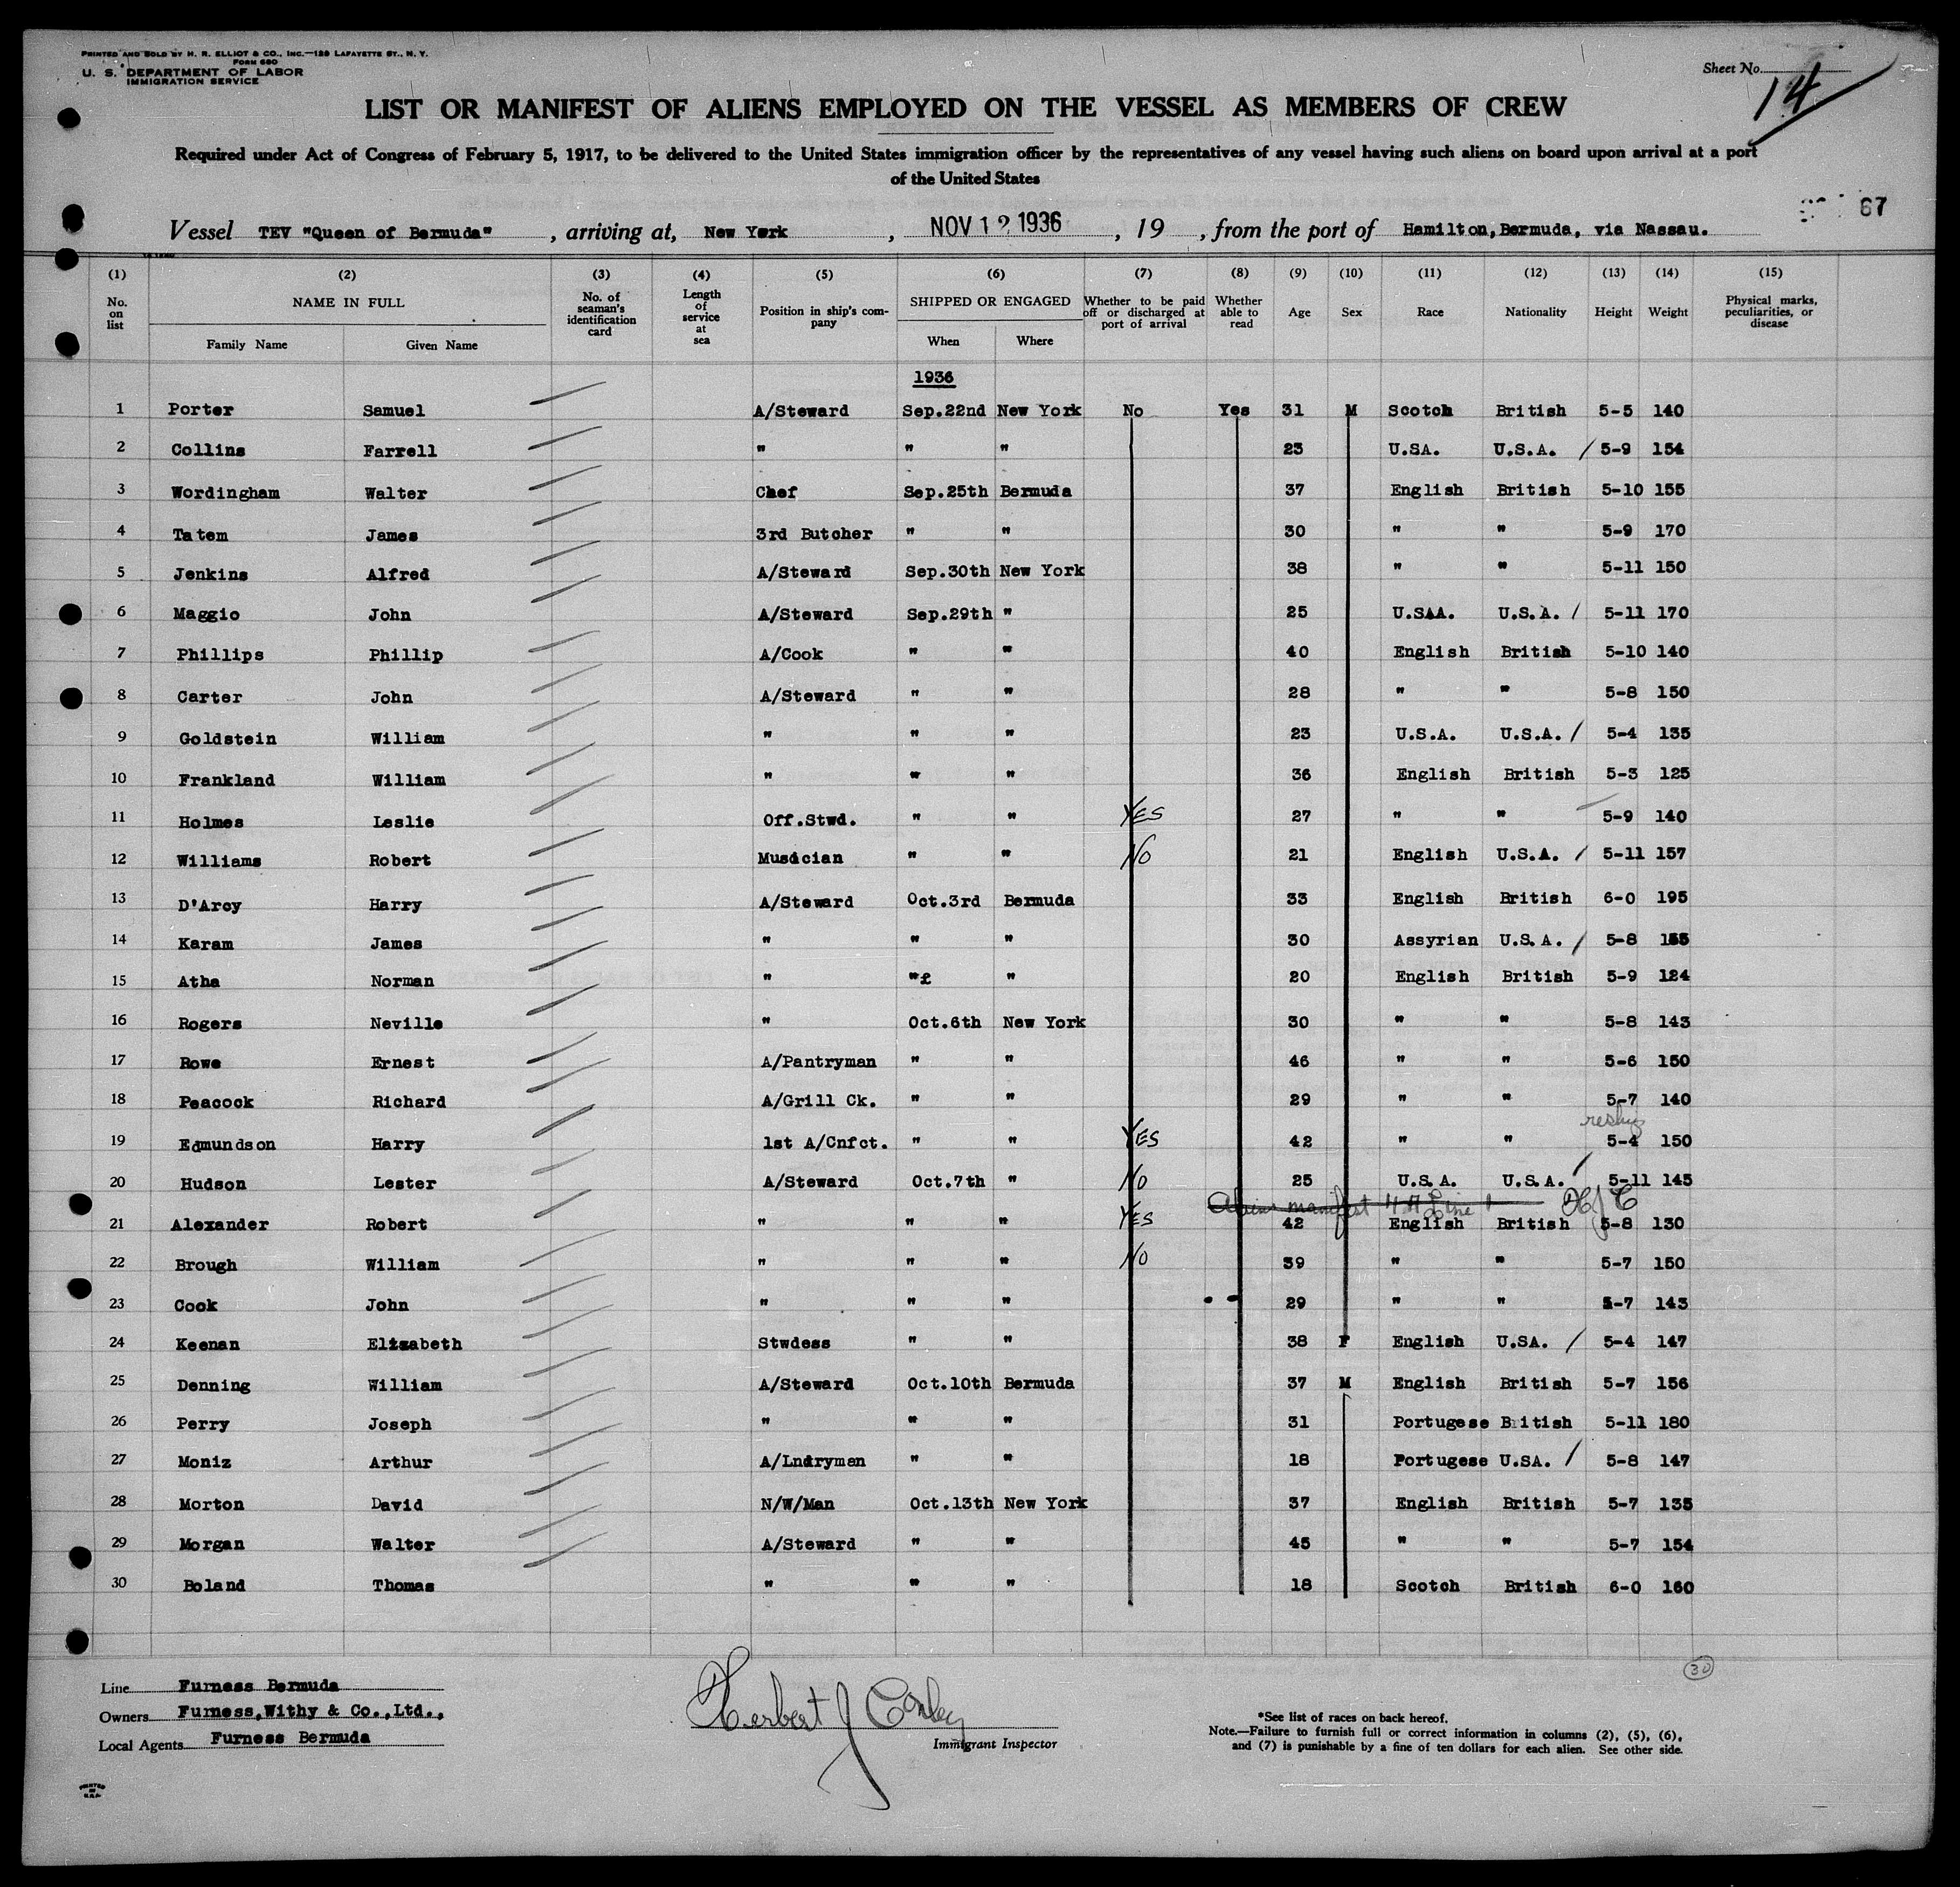 PRINTED AND SOLD BY H. R. ELLIOT & CO., INC.—129 LAFAYETTE ST., N. Y.
FORM 680
U. S. DEPARTMENT OF LABOR
IMMIGRATION SERVICE
Sheet No. 14
LIST OR MANIFEST OF ALIENS EMPLOYED ON THE VESSEL AS MEMBERS OF CREW
Required under Act of Congress of February 5, 1917, to be delivered to the United States immigration officer by the representatives of any vessel having such aliens on board upon arrival at a port
of the United States
67
Vessel TEV "Queen of Bermuda" , arriving at, New York , NOV 12 1936 , 19 , from the port of Hamilton, Bermuda, via Nassau.
(1) (2) (3) (4) (5) (6) (7) (8) (9) (10) (11) (12) (13) (14) (15)
No. on list NAME IN FULL Family Name Given Name No. of seaman's identification card Length of service at sea Position in ship's company SHIPPED OR ENGAGED When Where Whether to be paid off or discharged at port of arrival Whether able to read Age Sex Race Nationality Height Weight Physical marks, peculiarities, or disease
1936
1 Porter Samuel A/Steward Sep.22nd New York No Yes 31 M Scotch British 5-5 140
2 Collins Farrell " " " 23 U.SA. U.S.A. / 5-9 154
3 Wordingham Walter Chef Sep.25th Bermuda 37 English British 5-10 155
4 Tatem James 3rd Butcher " " 30 " " 5-9 170
5 Jenkins Alfred A/Steward Sep.30th New York 38 " " 5-11 150
6 Maggio John A/Steward Sep.29th " 25 U.SAA. U.S.A. / 5-11 170
7 Phillips Phillip A/Cook " " 40 English British 5-10 140
8 Carter John A/Steward " " 28 " " 5-8 150
9 Goldstein William " " " 23 U.S.A. U.S.A. / 5-4 135
10 Frankland William " " " 36 English British 5-3 125
11 Holmes Leslie Off.Stwd. " " YES 27 " " 5-9 140
12 Williams Robert Musician " " No 21 English U.S.A. / 5-11 157
13 D'Arcy Harry A/Steward Oct.3rd Bermuda 33 English British 6-0 195
14 Karam James " " " 30 Assyrian U.S.A. / 5-8 155
15 Atha Norman " "£ " 20 English British 5-9 124
16 Rogers Neville " Oct.6th New York 30 " " 5-8 143
17 Rowe Ernest A/Pantryman " " 46 " " 5-6 150
18 Peacock Richard A/Grill Ck. " " 29 " " 5-7 140
reship
19 Edmundson Harry 1st A/Cnfct. " " YES 42 " " 5-4 150
20 Hudson Lester A/Steward Oct.7th " No 25 U.S.A. U.S.A. / 5-11 145
Alien manifest HJC
21 Alexander Robert " " " YES 42 English British 5-8 130
22 Brough William " " " No 39 " " 5-7 150
23 Cook John " " " 29 " " 5-7 143
24 Keenan Elizabeth Stwdess " " 38 F English U.SA. / 5-4 147
25 Denning William A/Steward Oct.10th Bermuda 37 M English British 5-7 156
26 Perry Joseph " " " 31 Portugese British 5-11 180
27 Moniz Arthur A/Lndryman " " 18 Portugese U.SA. / 5-8 147
28 Morton David N/W/Man Oct.13th New York 37 English British 5-7 135
29 Morgan Walter A/Steward " " 45 " " 5-7 154
30 Boland Thomas " " " 18 Scotch British 6-0 160
30
Line Furness Bermuda
Owners Furness,Withy & Co.,Ltd.,
Local Agents Furness Bermuda
Herbert J Conley
Immigrant Inspector
*See list of races on back hereof.
Note.—Failure to furnish full or correct information in columns (2), (5), (6),
and (7) is punishable by a fine of ten dollars for each alien. See other side.
PRINTED IN U.S.A.